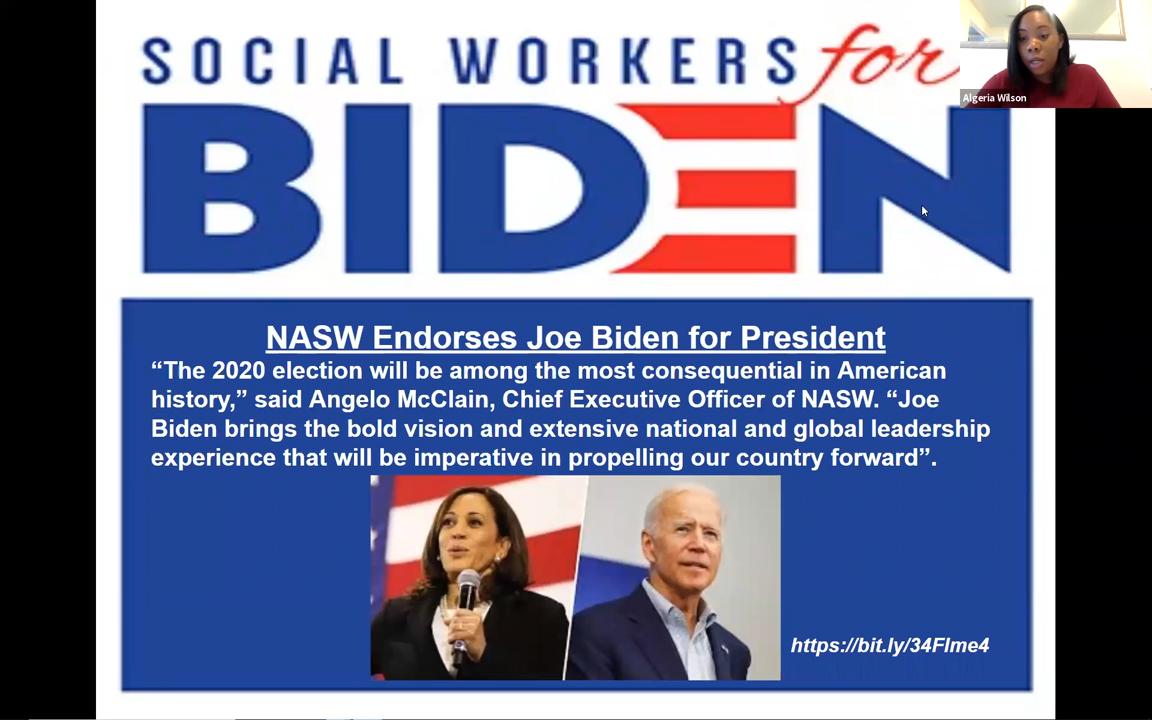 SOCIAL WORKERS for
BIDEN
Algeria Wilson
NASW Endorses Joe Biden for President
“The 2020 election will be among the most consequential in American
history,” said Angelo McClain, Chief Executive Officer of NASW. “Joe
Biden brings the bold vision and extensive national and global leadership
experience that will be imperative in propelling our country forward”.
https://bit.ly/34FIme4